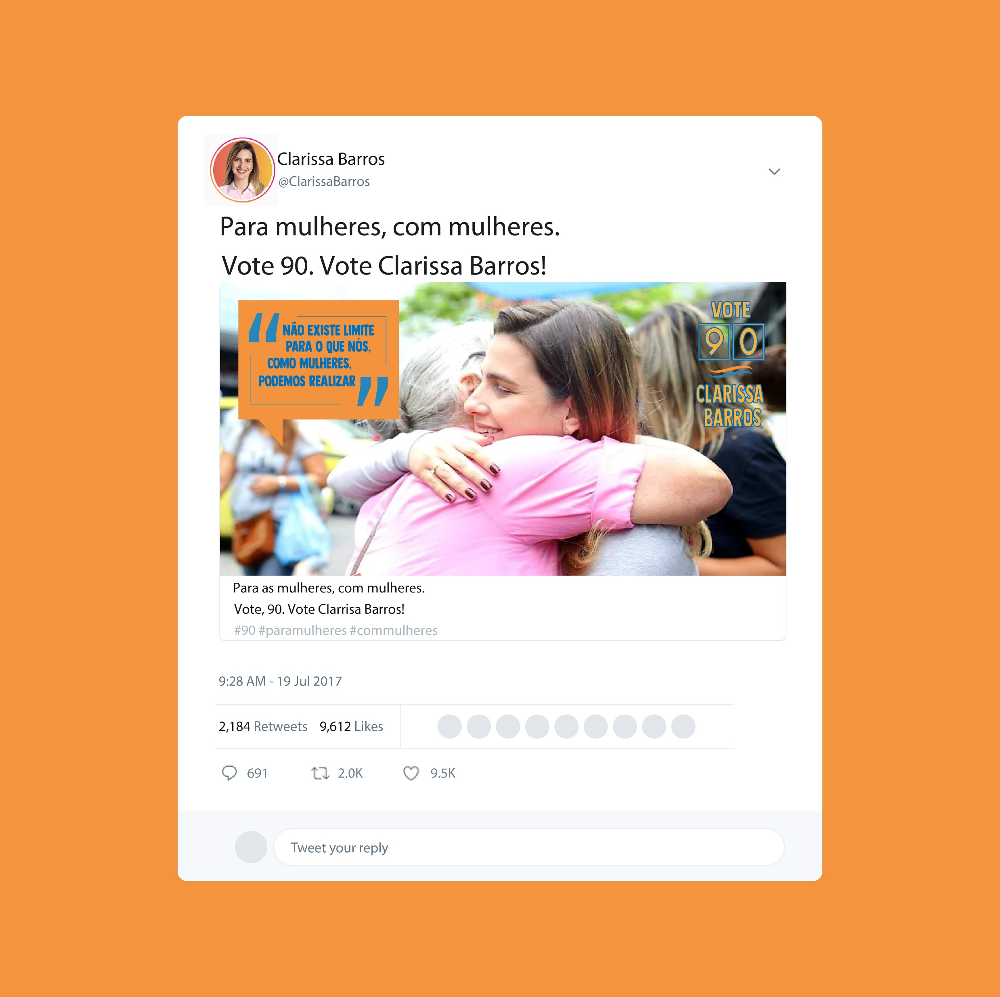 Clarissa Barros
@ClarissaBarros
Para mulheres, com mulheres.
Vote 90. Vote Clarissa Barros!
“NÃO EXISTE LIMITE
PARA O QUE NÓS,
COMO MULHERES,
PODEMOS REALIZAR”
VOTE
90
CLARISSA
BARROS
Para as mulheres, com mulheres.
Vote, 90. Vote Clarrisa Barros!
#90 #paramulheres #commulheres
9:28 AM - 19 Jul 2017
2,184 Retweets 9,612 Likes
691 2.0K 9.5K
Tweet your reply